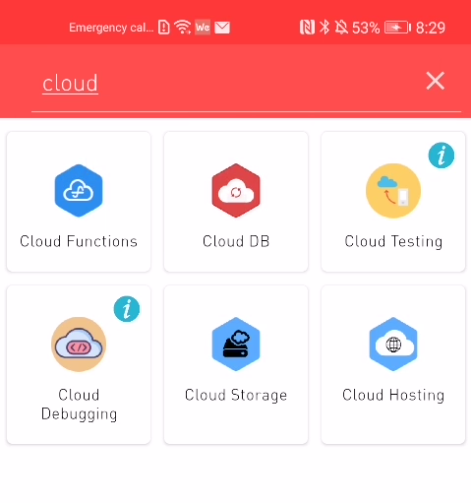 Emergency cal... 53% 8:29
cloud
Cloud Functions
Cloud DB
Cloud Testing
Cloud
Debugging
Cloud Storage
Cloud Hosting